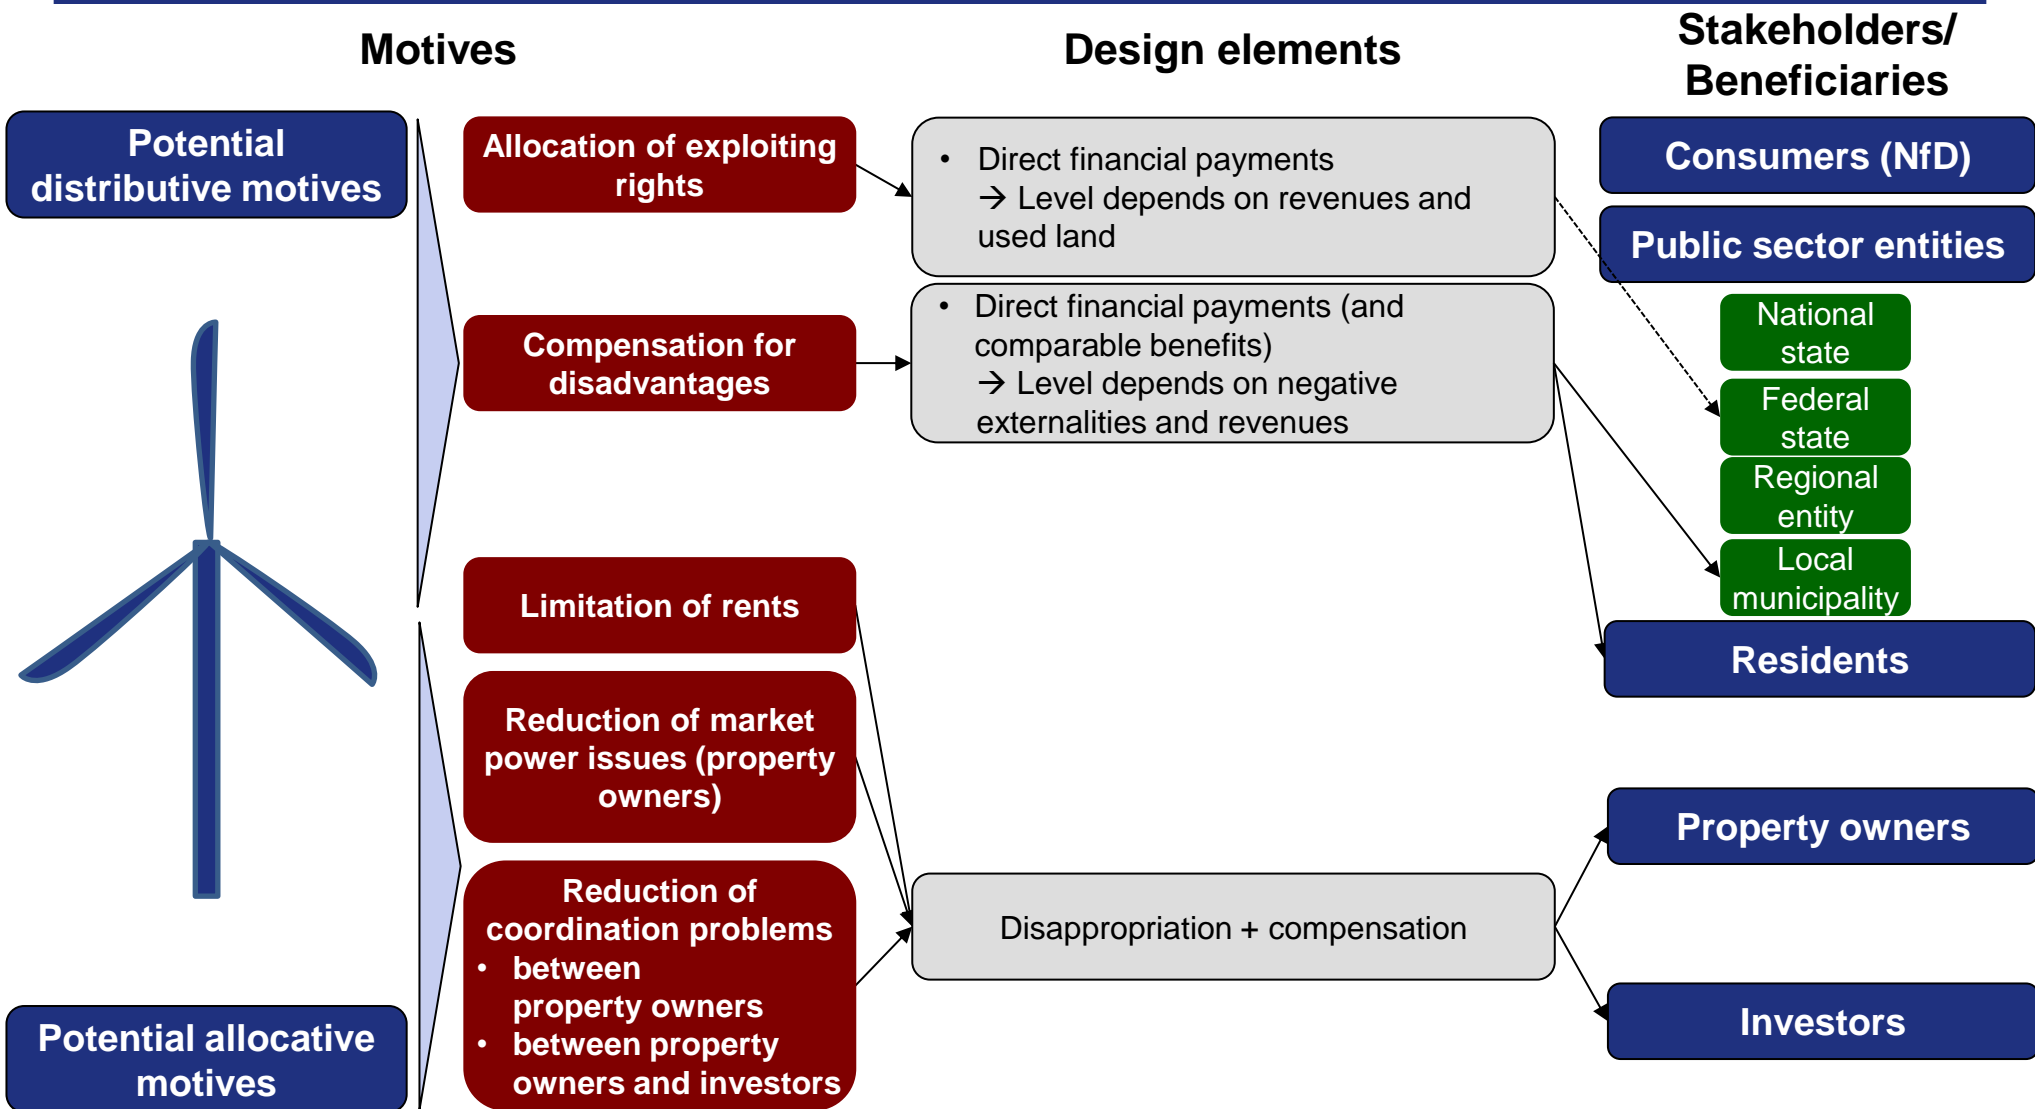 Motives
Design elements
Stakeholders/
Beneficiaries
Potential
distributive motives
Allocation of exploiting
rights
• Direct financial payments
→ Level depends on revenues and
used land
Consumers (NfD)
Public sector entities
Compensation for
disadvantages
• Direct financial payments (and
comparable benefits)
→ Level depends on negative
externalities and revenues
National
state
Federal
state
Regional
entity
Local
municipality
Limitation of rents
Residents
Reduction of market
power issues (property
owners)
Property owners
Reduction of
coordination problems
• between
property owners
• between property
owners and investors
Disappropriation + compensation
Investors
Potential allocative
motives